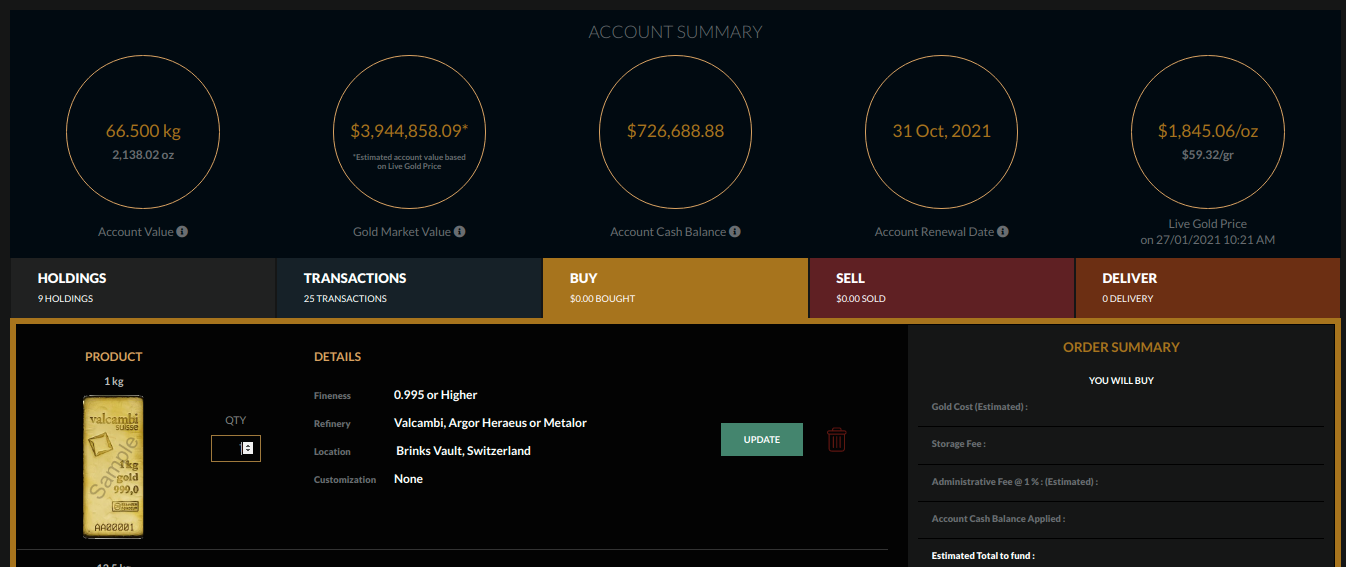 ACCOUNT SUMMARY
66.500 kg
2,138.02 oz
Account Value
$3,944,858.09*
*Estimated account value based
on Live Gold Price
Gold Market Value
$726,688.88
Account Cash Balance
31 Oct, 2021
Account Renewal Date
$1,845.06/oz
$59.32/gr
Live Gold Price
on 27/01/2021 10:21 AM
HOLDINGS
9 HOLDINGS
TRANSACTIONS
25 TRANSACTIONS
BUY
$0.00 BOUGHT
SELL
$0.00 SOLD
DELIVER
0 DELIVERY
PRODUCT
1 kg
valcambi
suisse
Sample
1 kg
gold
999,0
AA00001
QTY
DETAILS
Fineness 0.995 or Higher
Refinery Valcambi, Argor Heraeus or Metalor
Location Brinks Vault, Switzerland
Customization None
UPDATE
ORDER SUMMARY
YOU WILL BUY
Gold Cost (Estimated) :
Storage Fee :
Administrative Fee @ 1 % : (Estimated) :
Account Cash Balance Applied :
Estimated Total to fund :